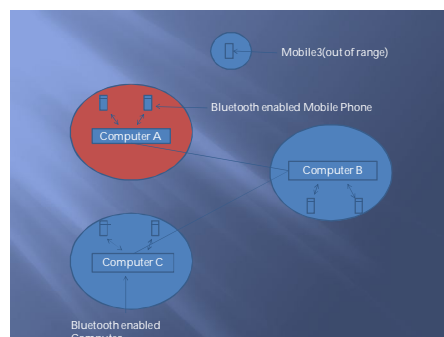 Mobile3(out of range)
Bluetooth enabled Mobile Phone
Computer A
Computer B
Computer C
Bluetooth enabled